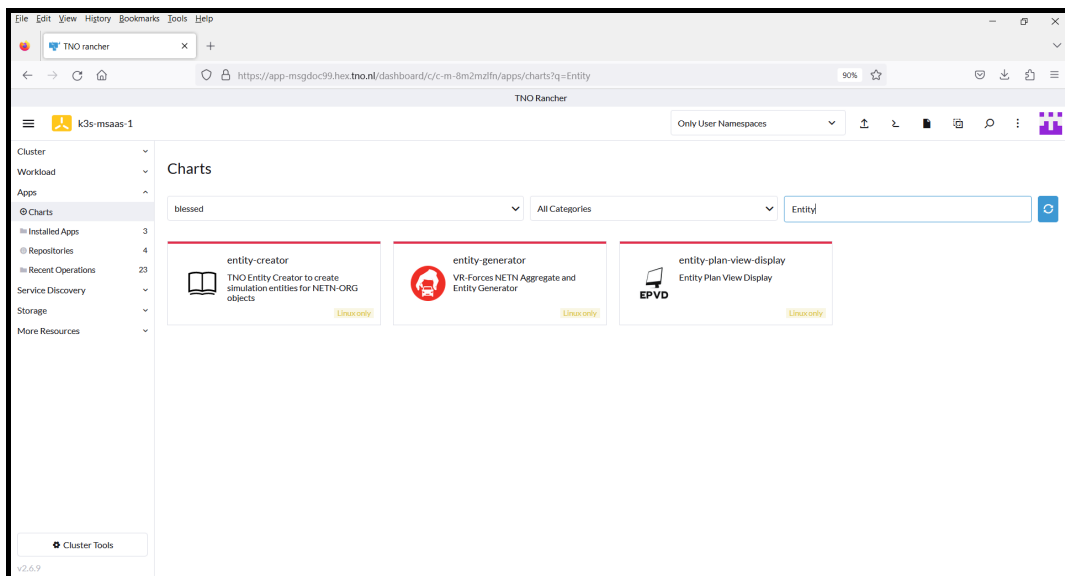 File Edit View History Bookmarks Tools Help
TNO rancher
https://app-msgdoc99.hex.tno.nl/dashboard/c/c-m-8m2mzlfn/apps/charts?q=Entity
90%
TNO Rancher
k3s-msaas-1
Only User Namespaces
Cluster
Workload
Apps
Charts
Installed Apps 3
Repositories 4
Recent Operations 23
Service Discovery
Storage
More Resources
Charts
blessed
All Categories
Entity
entity-creator
TNO Entity Creator to create
simulation entities for NETN-ORG
objects
Linux only
entity-generator
VR-Forces NETN Aggregate and
Entity Generator
Linux only
EPVD
entity-plan-view-display
Entity Plan View Display
Linux only
Cluster Tools
v2.6.9